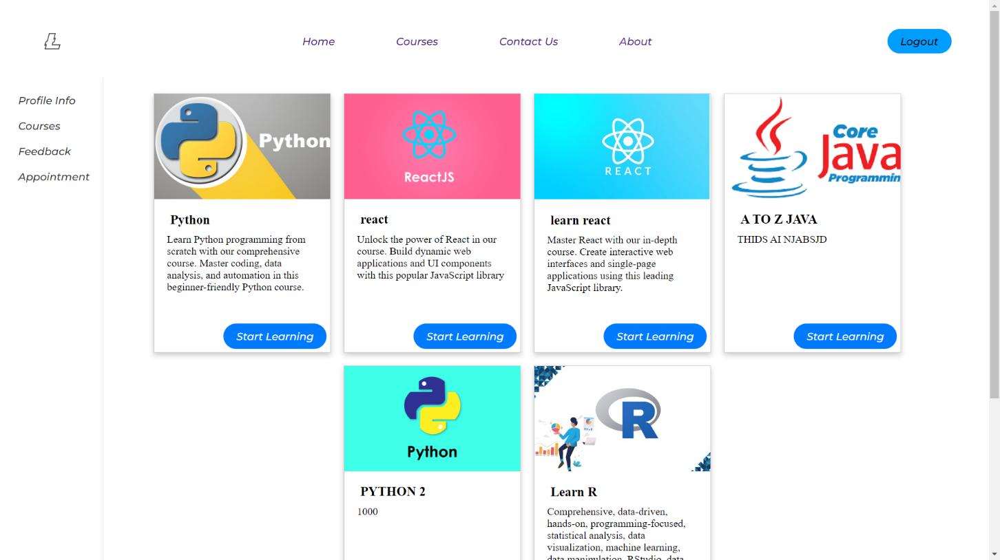 Home Courses Contact Us About Logout
Profile Info
Courses
Feedback
Appointment
Python
Python
Learn Python programming from
scratch with our comprehensive
course. Master coding, data
analysis, and automation in this
beginner-friendly Python course.
Start Learning
ReactJS
react
Unlock the power of React in our
course. Build dynamic web
applications and UI components
with this popular JavaScript library
Start Learning
REACT
learn react
Master React with our in-depth
course. Create interactive web
interfaces and single-page
applications using this leading
JavaScript library.
Start Learning
Core
Java
Programmin
A TO Z JAVA
THIDS AI NJABSJD
Start Learning
Python
PYTHON 2
1000
R
Learn R
Comprehensive, data-driven,
hands-on, programming-focused,
statistical analysis, data
visualization, machine learning,
data manipulation, RStudio, data